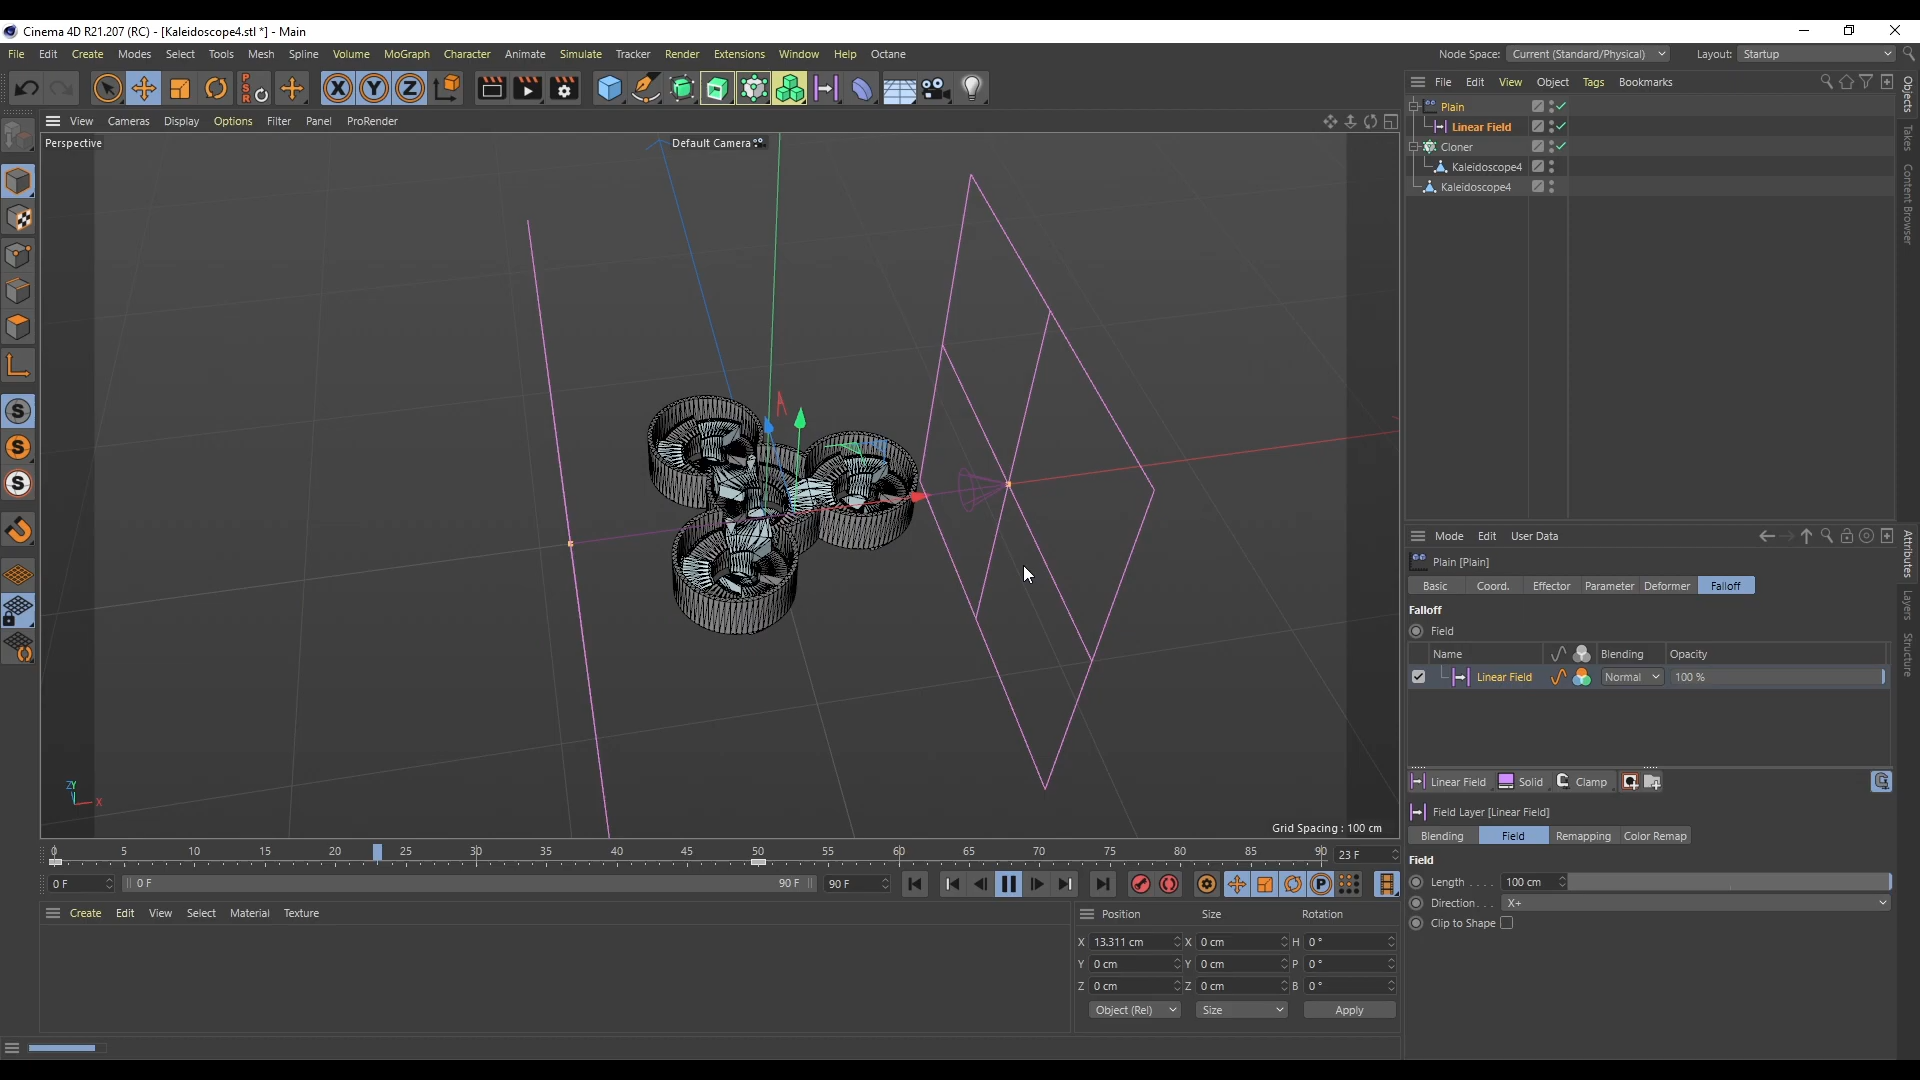 Cinema 4D R21.207 (RC) - [Kaleidoscope4.stl *] - Main
File Edit Create Modes Select Tools Mesh Spline Volume MoGraph Character Animate Simulate Tracker Render Extensions Window Help Octane
Node Space: Current (Standard/Physical) Layout: Startup
PSR X Y Z
File Edit View Object Tags Bookmarks
Plain
Linear Field
Cloner
Kaleidoscope4
Kaleidoscope4
Objects
Takes
Content Browser
View Cameras Display Options Filter Panel ProRender
Perspective
Default Camera
S
S
S
Z Y
X
Grid Spacing : 100 cm
Mode Edit User Data
Plain [Plain]
Basic Coord. Effector Parameter Deformer Falloff
Falloff
Field
Name Blending Opacity
Linear Field Normal 100 %
Linear Field Solid Clamp
Field Layer [Linear Field]
Blending Field Remapping Color Remap
Field
Length . . . . 100 cm
Direction. . . X+
Clip to Shape
Attributes
Layers
Structure
0 5 10 15 20 25 30 35 40 45 50 55 60 65 70 75 80 85 90 23 F
0 F 0 F 90 F 90 F
P
Create Edit View Select Material Texture
Position Size Rotation
X 13.311 cm X 0 cm H 0 °
Y 0 cm Y 0 cm P 0 °
Z 0 cm Z 0 cm B 0 °
Object (Rel) Size Apply